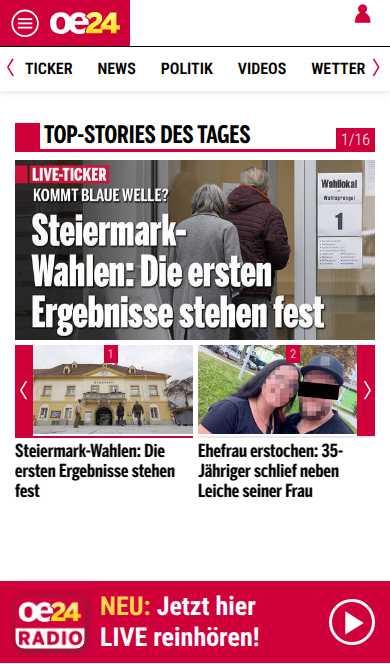 oe24
TICKER NEWS POLITIK VIDEOS WETTER
TOP-STORIES DES TAGES
1/16
LIVE-TICKER
KOMMT BLAUE WELLE?
Steiermark-
Wahlen: Die ersten
Ergebnisse stehen fest
Wahllokal
Wahlsprengel
1
1
2
Steiermark-Wahlen: Die
ersten Ergebnisse stehen
fest
Ehefrau erstochen: 35-
Jähriger schlief neben
Leiche seiner Frau
oe24
RADIO
NEU: Jetzt hier
LIVE reinhören!